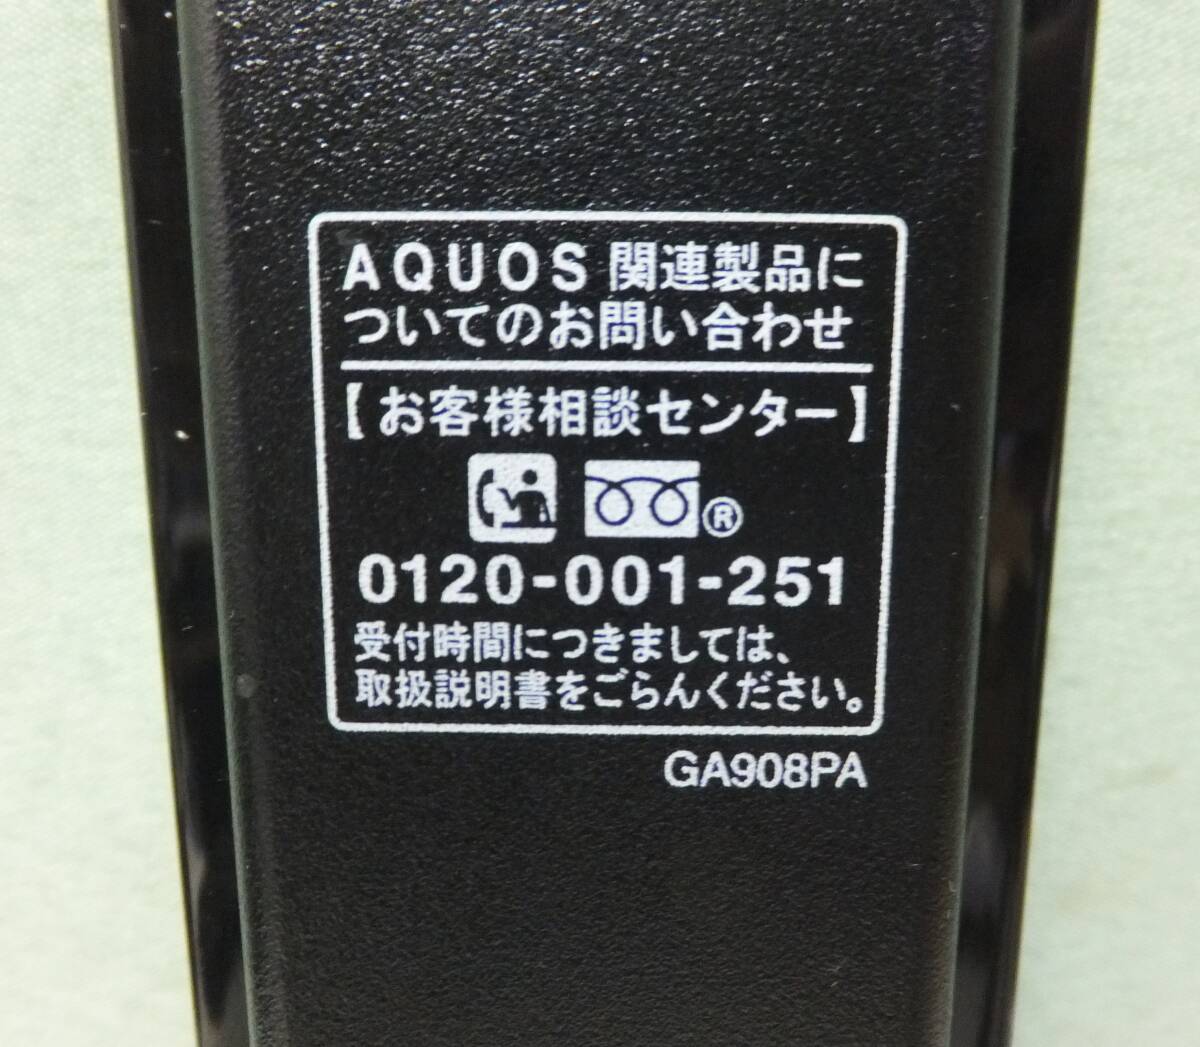 AQUOS 関連製品に
ついてのお問い合わせ
【お客様相談センター】
®
0120-001-251
受付時間につきましては、
取扱説明書をごらんください。
GA908PA